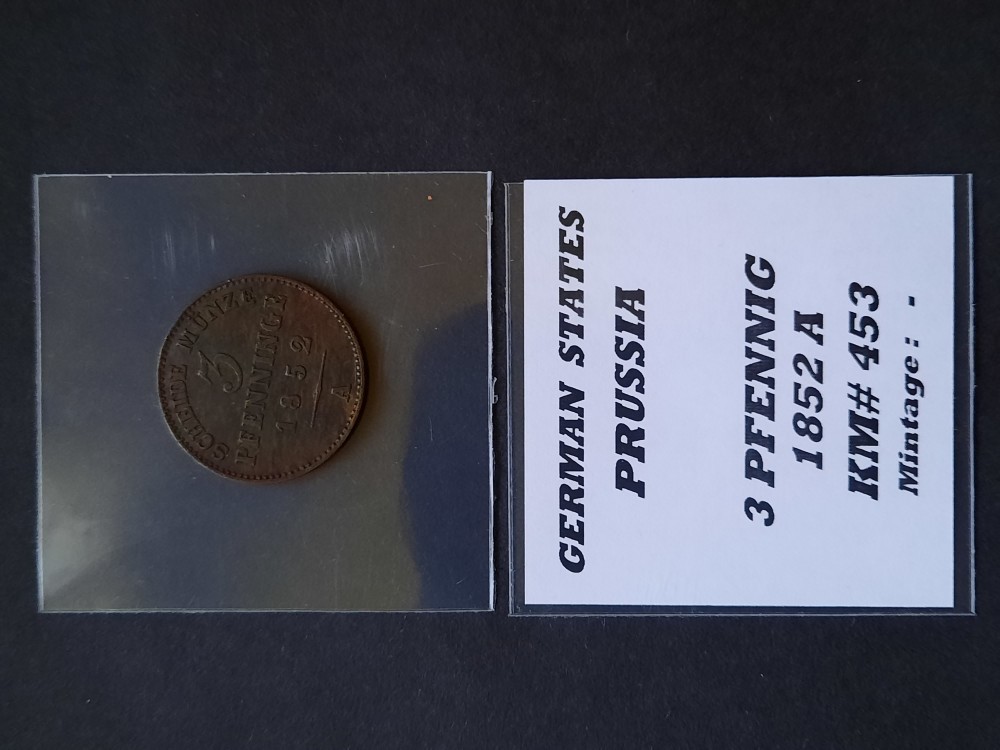 SCHEIDE MÜNZE
3
PFENNINGE
1852
A
GERMAN STATES
PRUSSIA
3 PFENNIG
1852 A
KM# 453
Mintage: -